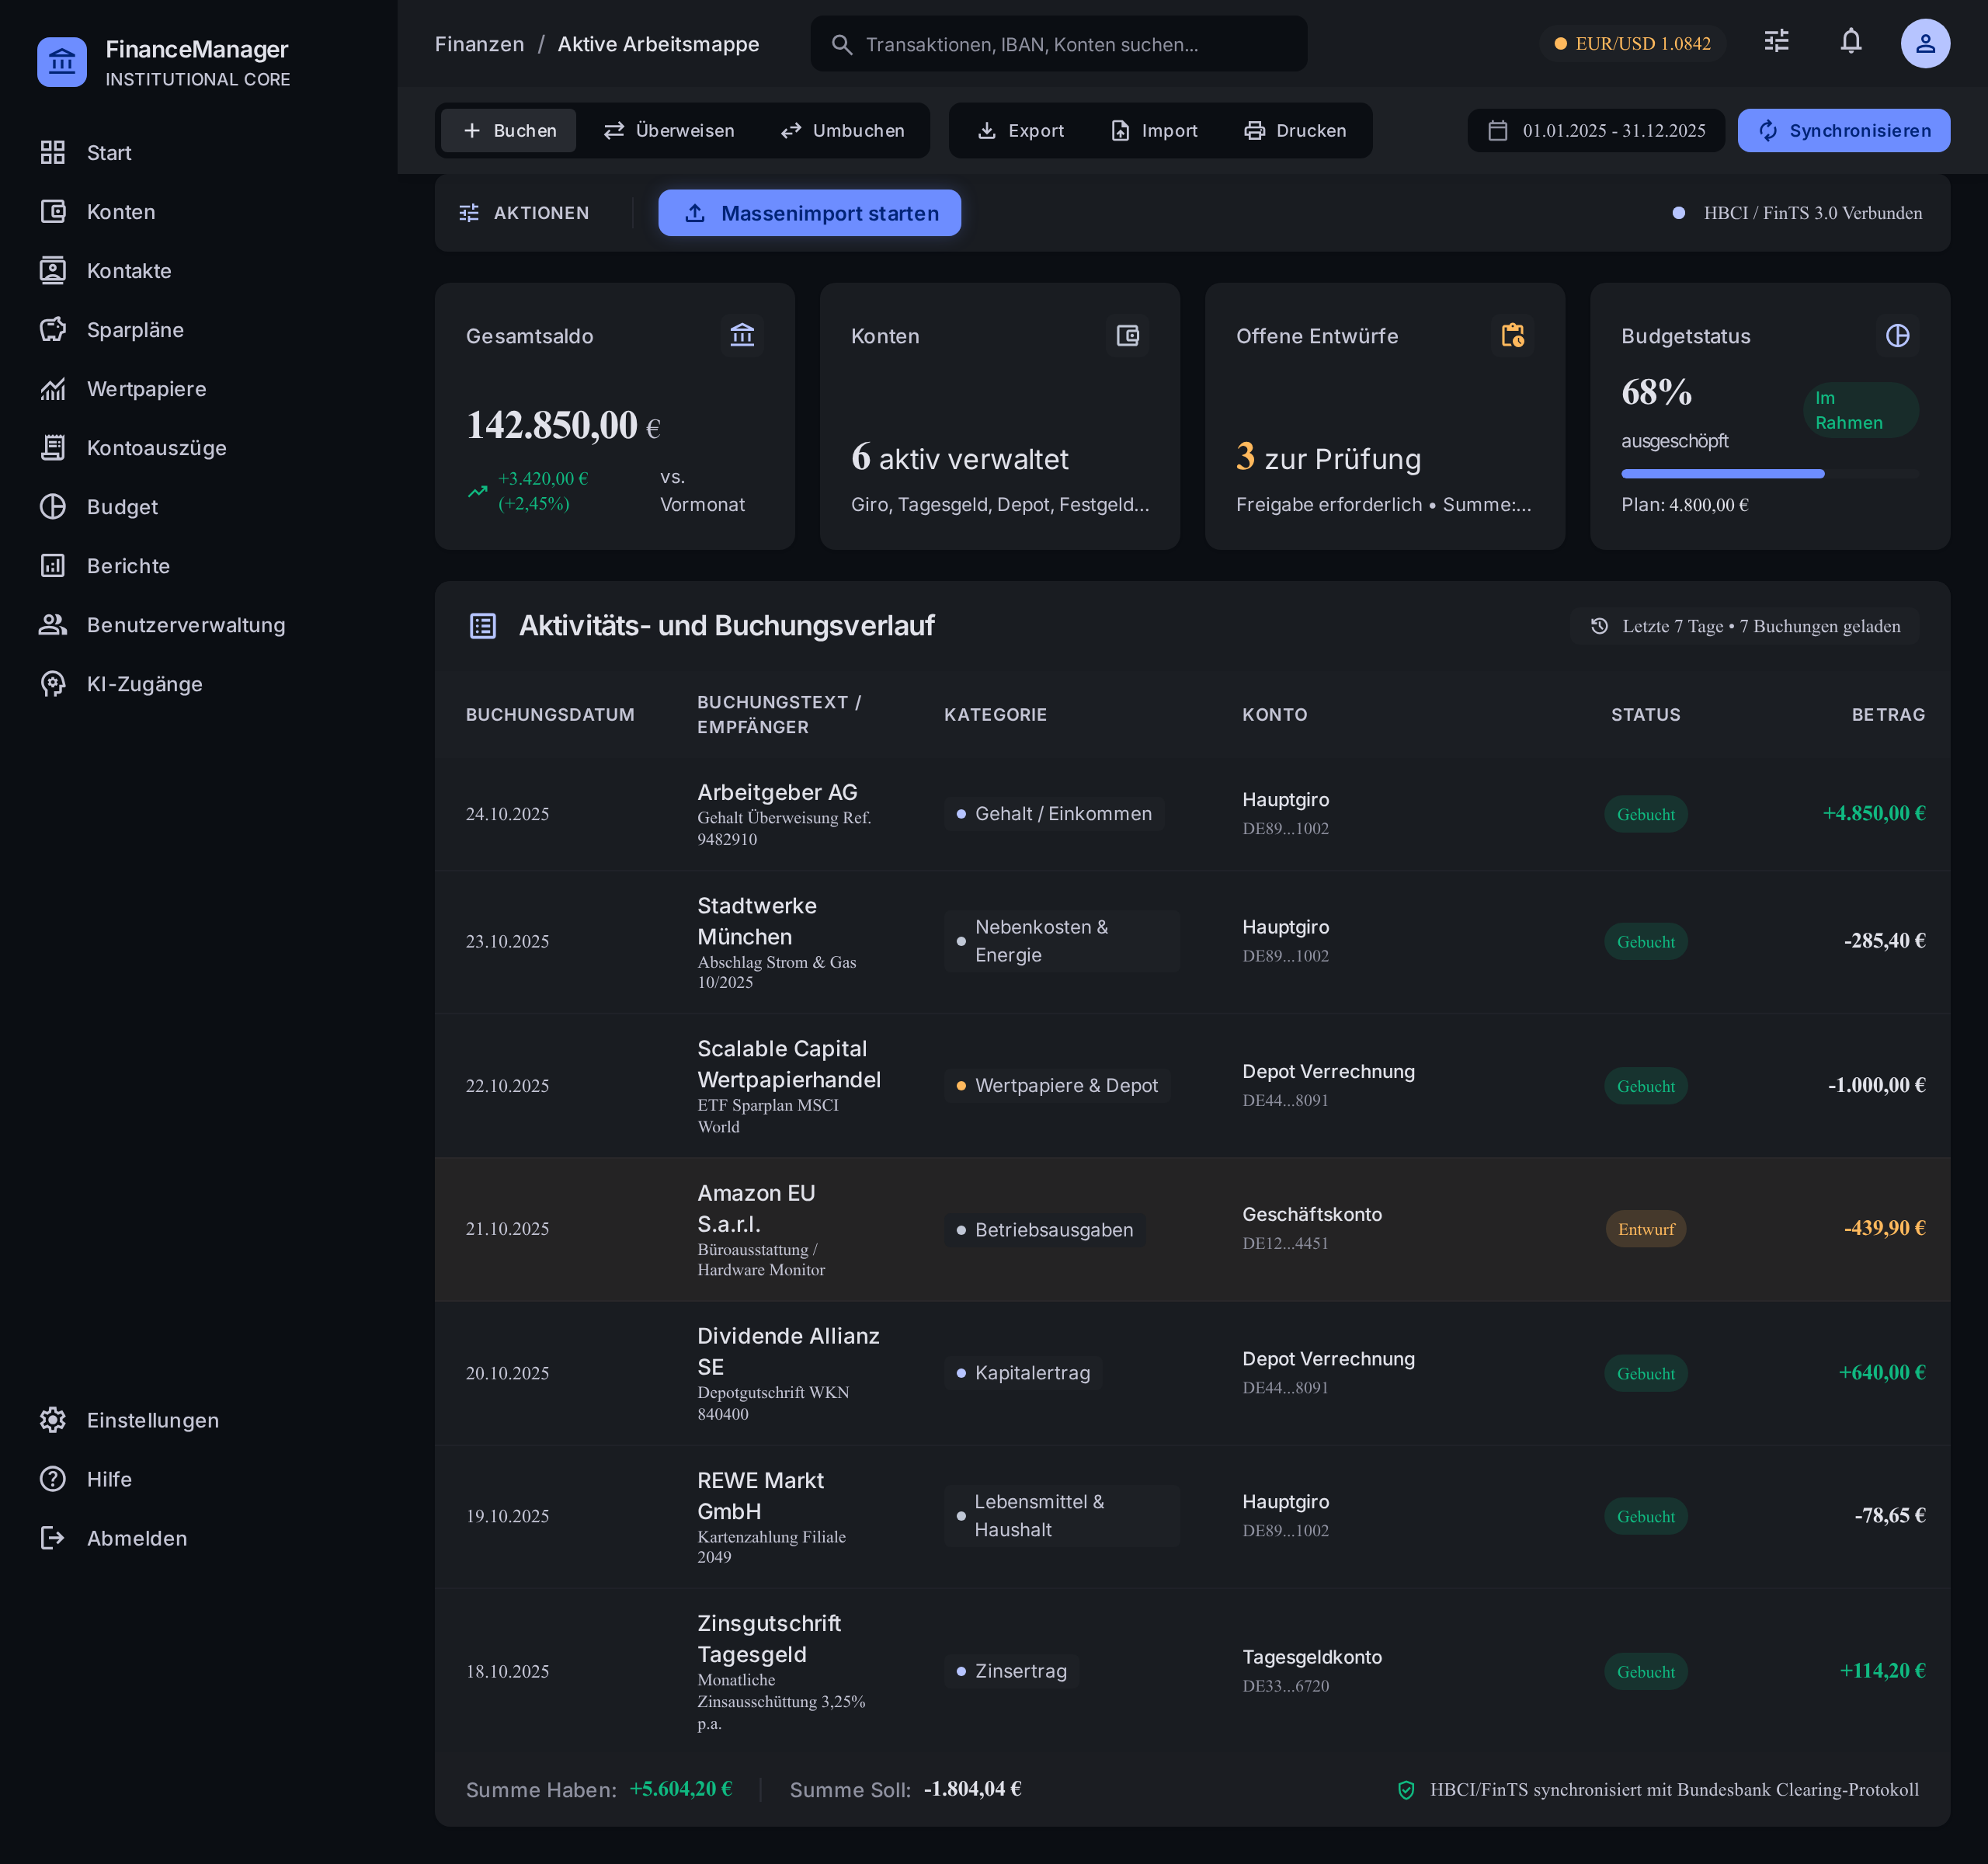 FinanceManager
INSTITUTIONAL CORE
Start
Konten
Kontakte
Sparpläne
Wertpapiere
Kontoauszüge
Budget
Berichte
Benutzerverwaltung
KI-Zugänge
Einstellungen
Hilfe
Abmelden
Finanzen / Aktive Arbeitsmappe
Transaktionen, IBAN, Konten suchen...
EUR/USD 1.0842
Buchen
Überweisen
Umbuchen
Export
Import
Drucken
01.01.2025 - 31.12.2025
Synchronisieren
AKTIONEN
Massenimport starten
HBCI / FinTS 3.0 Verbunden
Gesamtsaldo
142.850,00 €
+3.420,00 €
(+2,45%)
vs.
Vormonat
Konten
6 aktiv verwaltet
Giro, Tagesgeld, Depot, Festgeld...
Offene Entwürfe
3 zur Prüfung
Freigabe erforderlich • Summe:...
Budgetstatus
68%
ausgeschöpft
Im
Rahmen
Plan: 4.800,00 €
Aktivitäts- und Buchungsverlauf
Letzte 7 Tage • 7 Buchungen geladen
BUCHUNGSDATUM
BUCHUNGSTEXT /
EMPFÄNGER
KATEGORIE
KONTO
STATUS
BETRAG
24.10.2025
Arbeitgeber AG
Gehalt Überweisung Ref.
9482910
Gehalt / Einkommen
Hauptgiro
DE89...1002
Gebucht
+4.850,00 €
23.10.2025
Stadtwerke
München
Abschlag Strom & Gas
10/2025
Nebenkosten &
Energie
Hauptgiro
DE89...1002
Gebucht
-285,40 €
22.10.2025
Scalable Capital
Wertpapierhandel
ETF Sparplan MSCI
World
Wertpapiere & Depot
Depot Verrechnung
DE44...8091
Gebucht
-1.000,00 €
21.10.2025
Amazon EU
S.a.r.l.
Büroausstattung /
Hardware Monitor
Betriebsausgaben
Geschäftskonto
DE12...4451
Entwurf
-439,90 €
20.10.2025
Dividende Allianz
SE
Depotgutschrift WKN
840400
Kapitalertrag
Depot Verrechnung
DE44...8091
Gebucht
+640,00 €
19.10.2025
REWE Markt
GmbH
Kartenzahlung Filiale
2049
Lebensmittel &
Haushalt
Hauptgiro
DE89...1002
Gebucht
-78,65 €
18.10.2025
Zinsgutschrift
Tagesgeld
Monatliche
Zinsausschüttung 3,25%
p.a.
Zinsertrag
Tagesgeldkonto
DE33...6720
Gebucht
+114,20 €
Summe Haben: +5.604,20 €
Summe Soll: -1.804,04 €
HBCI/FinTS synchronisiert mit Bundesbank Clearing-Protokoll